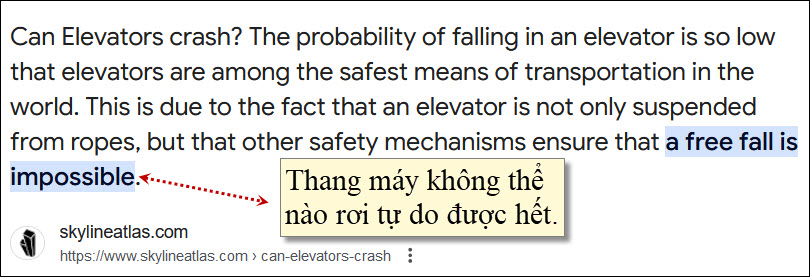 Can Elevators crash? The probability of falling in an elevator is so low
that elevators are among the safest means of transportation in the
world. This is due to the fact that an elevator is not only suspended
from ropes, but that other safety mechanisms ensure that a free fall is
impossible.
Thang máy không thể
nào rơi tự do được hết.
skylineatlas.com
https://www.skylineatlas.com › can-elevators-crash